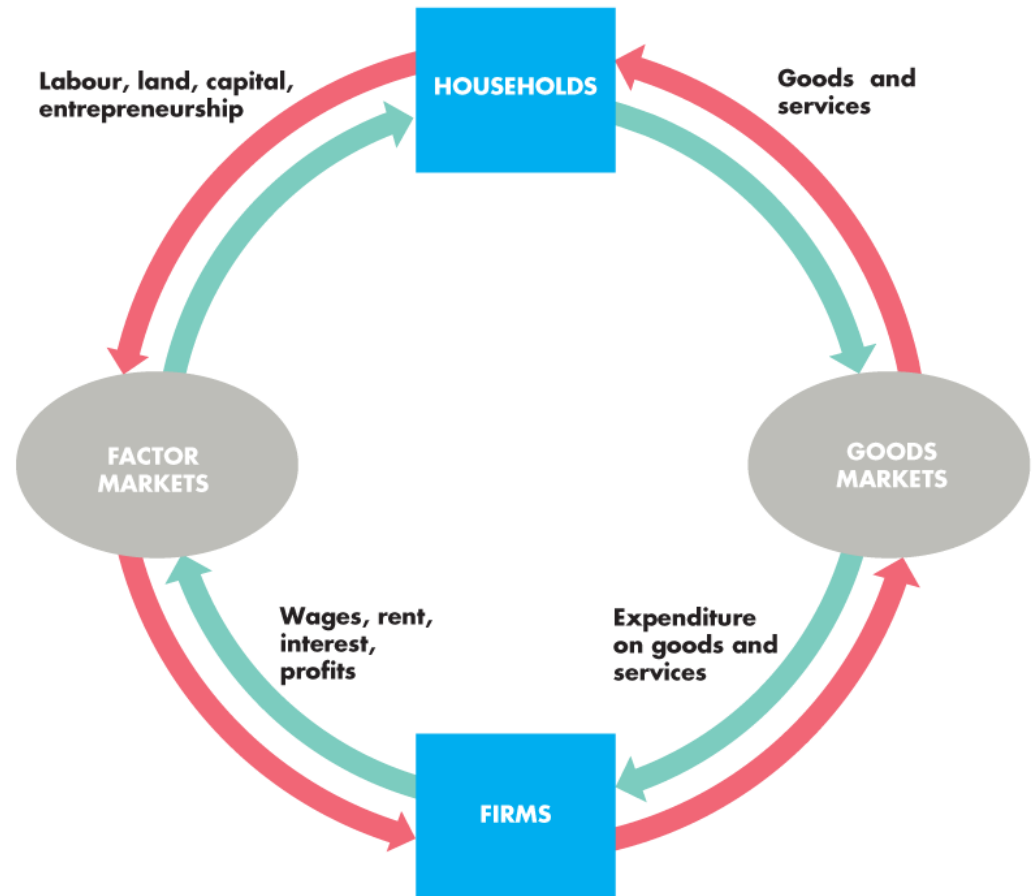 HOUSEHOLDS
Labour, land, capital,
entrepreneurship
Goods and
services
FACTOR
MARKETS
GOODS
MARKETS
Wages, rent,
interest,
profits
Expenditure
on goods and
services
FIRMS